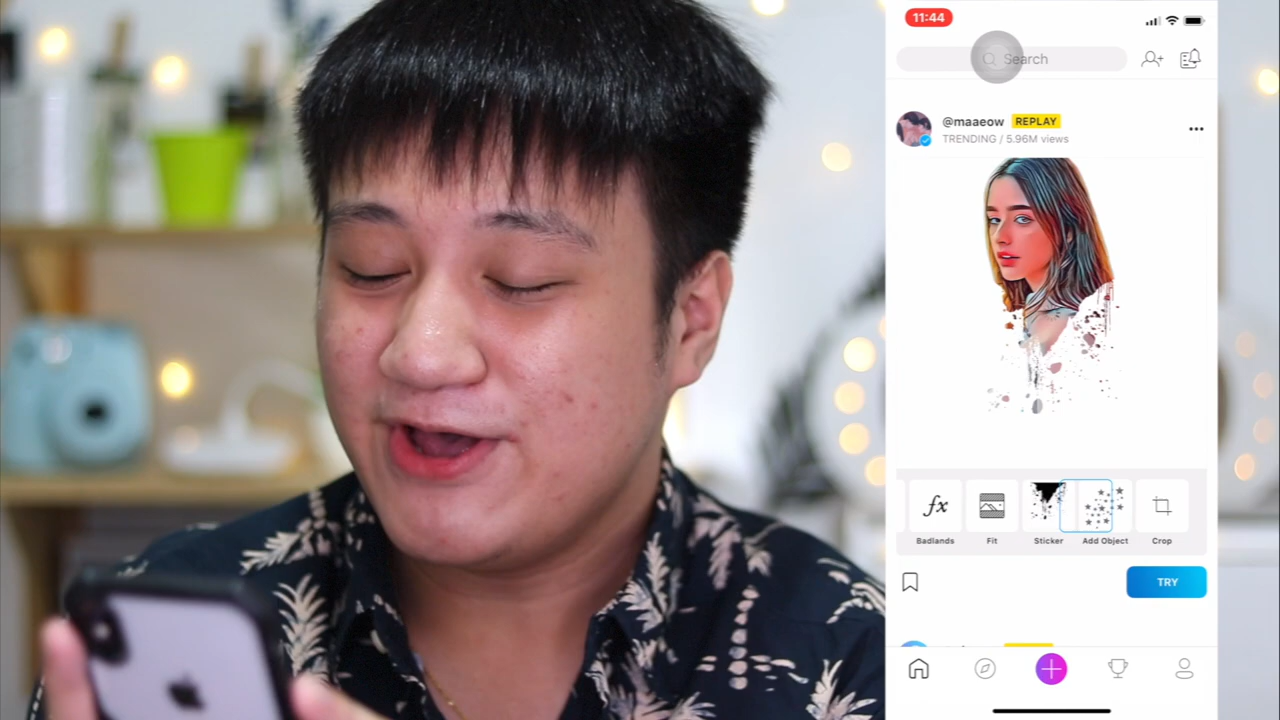 11:44
Search
@maaeow REPLAY
TRENDING / 5.96M views
fx
Badlands Fit Sticker Add Object Crop
TRY